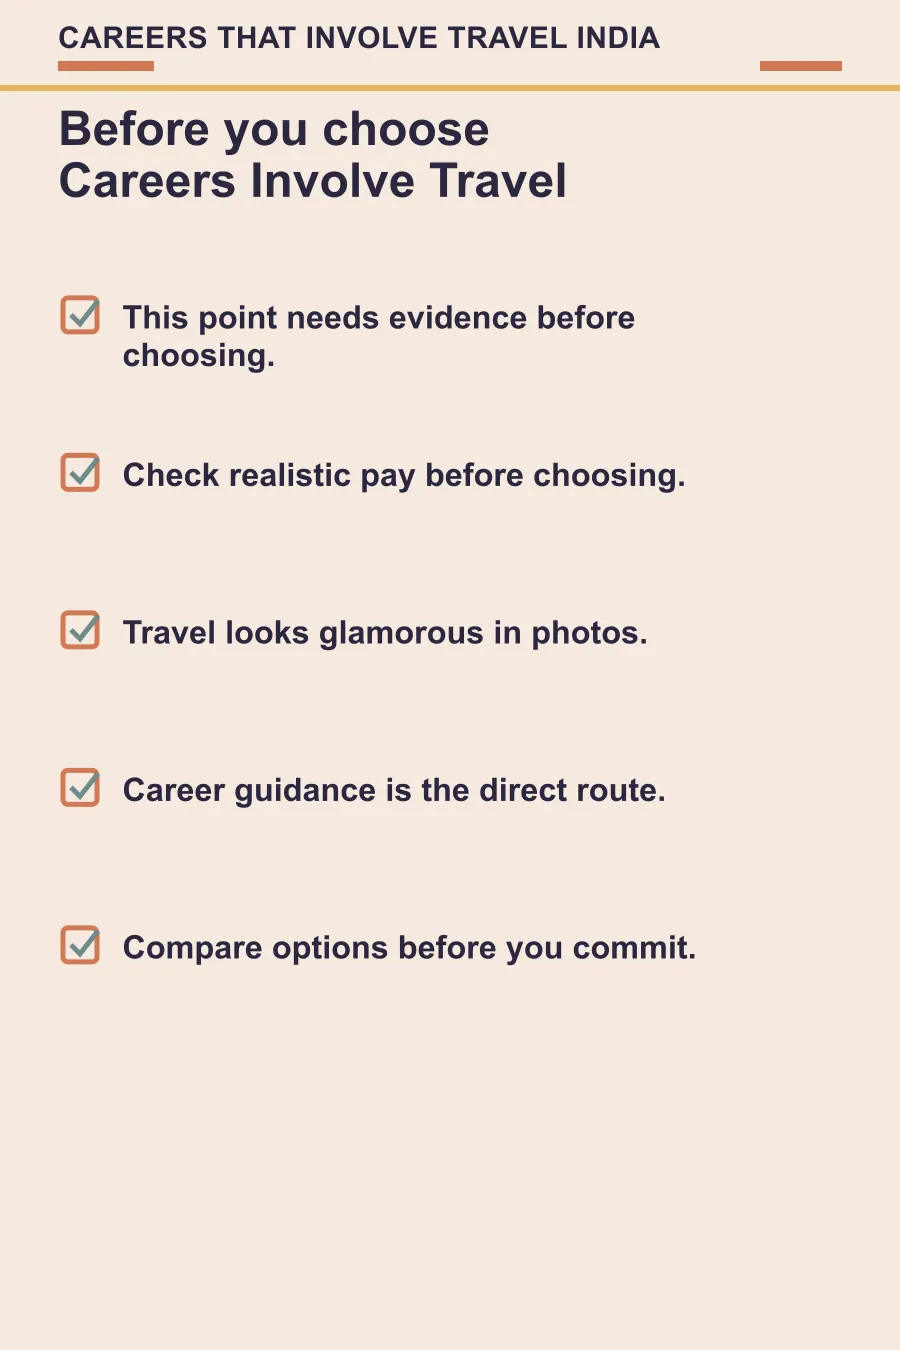 CAREERS THAT INVOLVE TRAVEL INDIA
Before you choose
Careers Involve Travel
This point needs evidence before
choosing.
Check realistic pay before choosing.
Travel looks glamorous in photos.
Career guidance is the direct route.
Compare options before you commit.